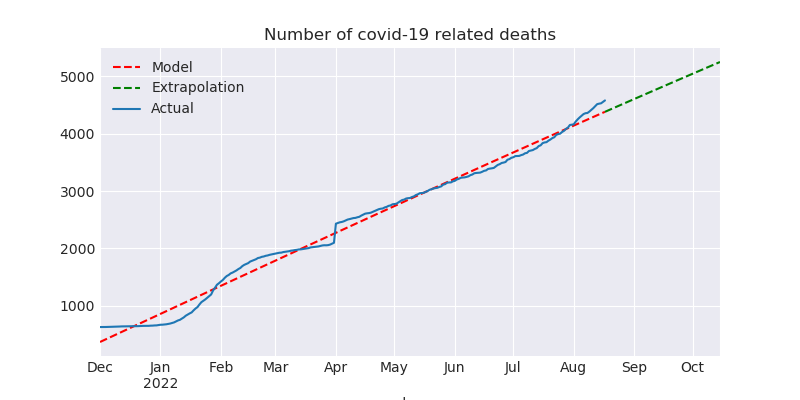 Number of covid-19 related deaths
Model
Extrapolation
Actual
5000
4000
3000
2000
1000
Dec Jan Feb Mar Apr May Jun Jul Aug Sep Oct
2022